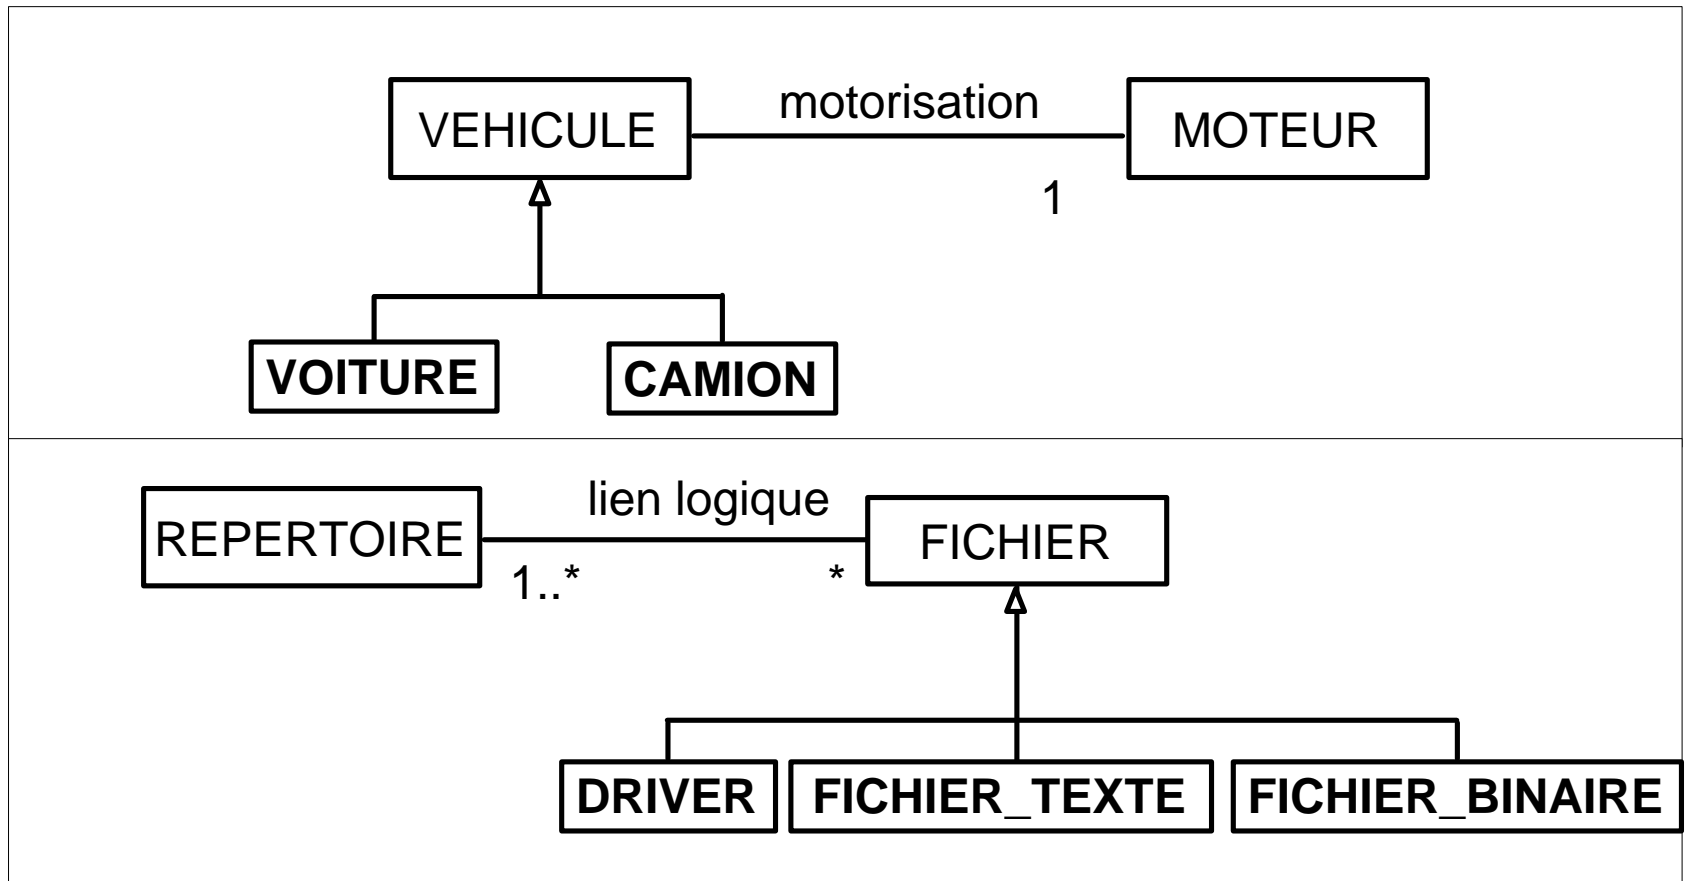 motorisation
VEHICULE
MOTEUR
1
VOITURE
CAMION
lien logique
REPERTOIRE
FICHIER
1..*
*
DRIVER
FICHIER_TEXTE
FICHIER_BINAIRE